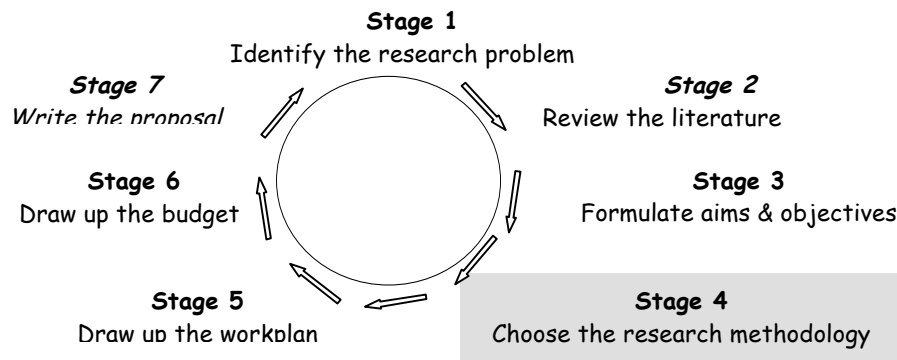 Stage 1
Identify the research problem
Stage 2
Review the literature
Stage 3
Formulate aims & objectives
Stage 4
Choose the research methodology
Stage 5
Draw up the workplan
Stage 6
Draw up the budget
Stage 7
Write the proposal